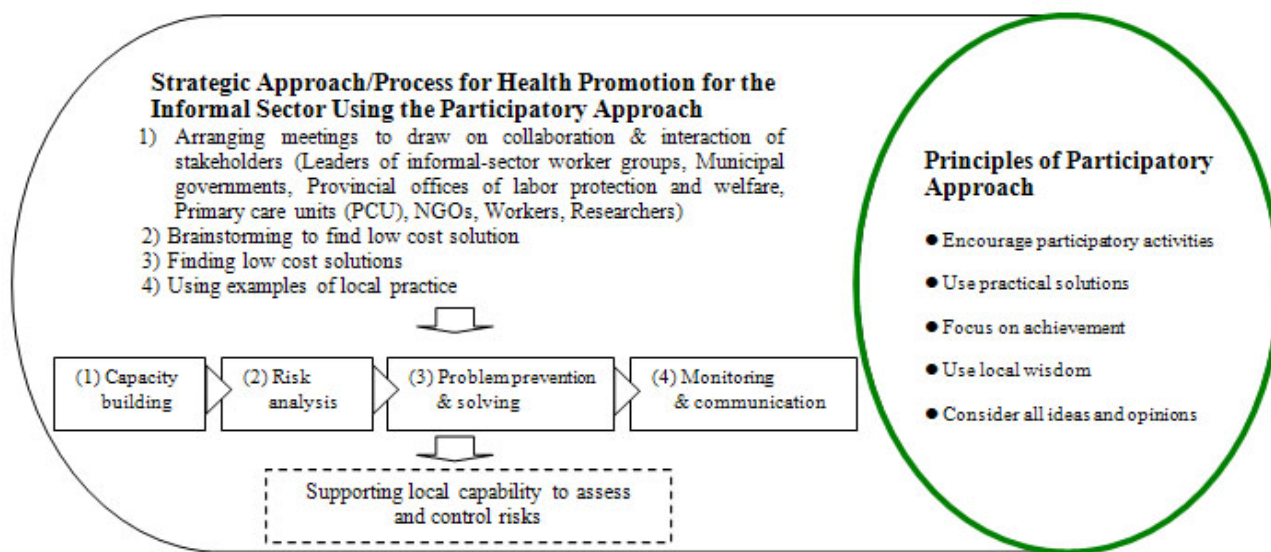 Strategic Approach/Process for Health Promotion for the
Informal Sector Using the Participatory Approach
1) Arranging meetings to draw on collaboration & interaction of
stakeholders (Leaders of informal-sector worker groups, Municipal
governments, Provincial offices of labor protection and welfare,
Primary care units (PCU), NGOs, Workers, Researchers)
2) Brainstorming to find low cost solution
3) Finding low cost solutions
4) Using examples of local practice
(1) Capacity
building
(2) Risk
analysis
(3) Problem prevention
& solving
(4) Monitoring
& communication
Supporting local capability to assess
and control risks
Principles of Participatory
Approach
● Encourage participatory activities
● Use practical solutions
● Focus on achievement
● Use local wisdom
● Consider all ideas and opinions